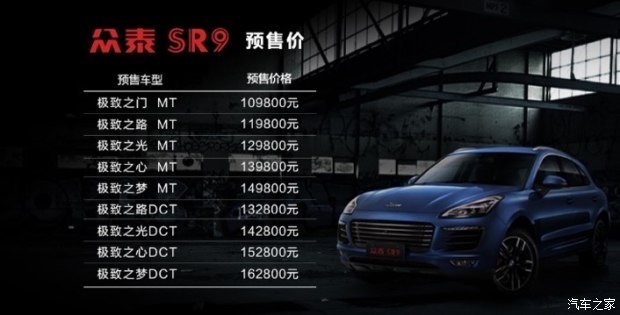 众泰 SR9 预售价
预售车型 预售价格
极致之门 MT 109800元
极致之路 MT 119800元
极致之光 MT 129800元
极致之心 MT 139800元
极致之梦 MT 149800元
极致之路DCT 132800元
极致之光DCT 142800元
极致之心DCT 152800元
极致之梦DCT 162800元
众泰 SR9
汽车之家